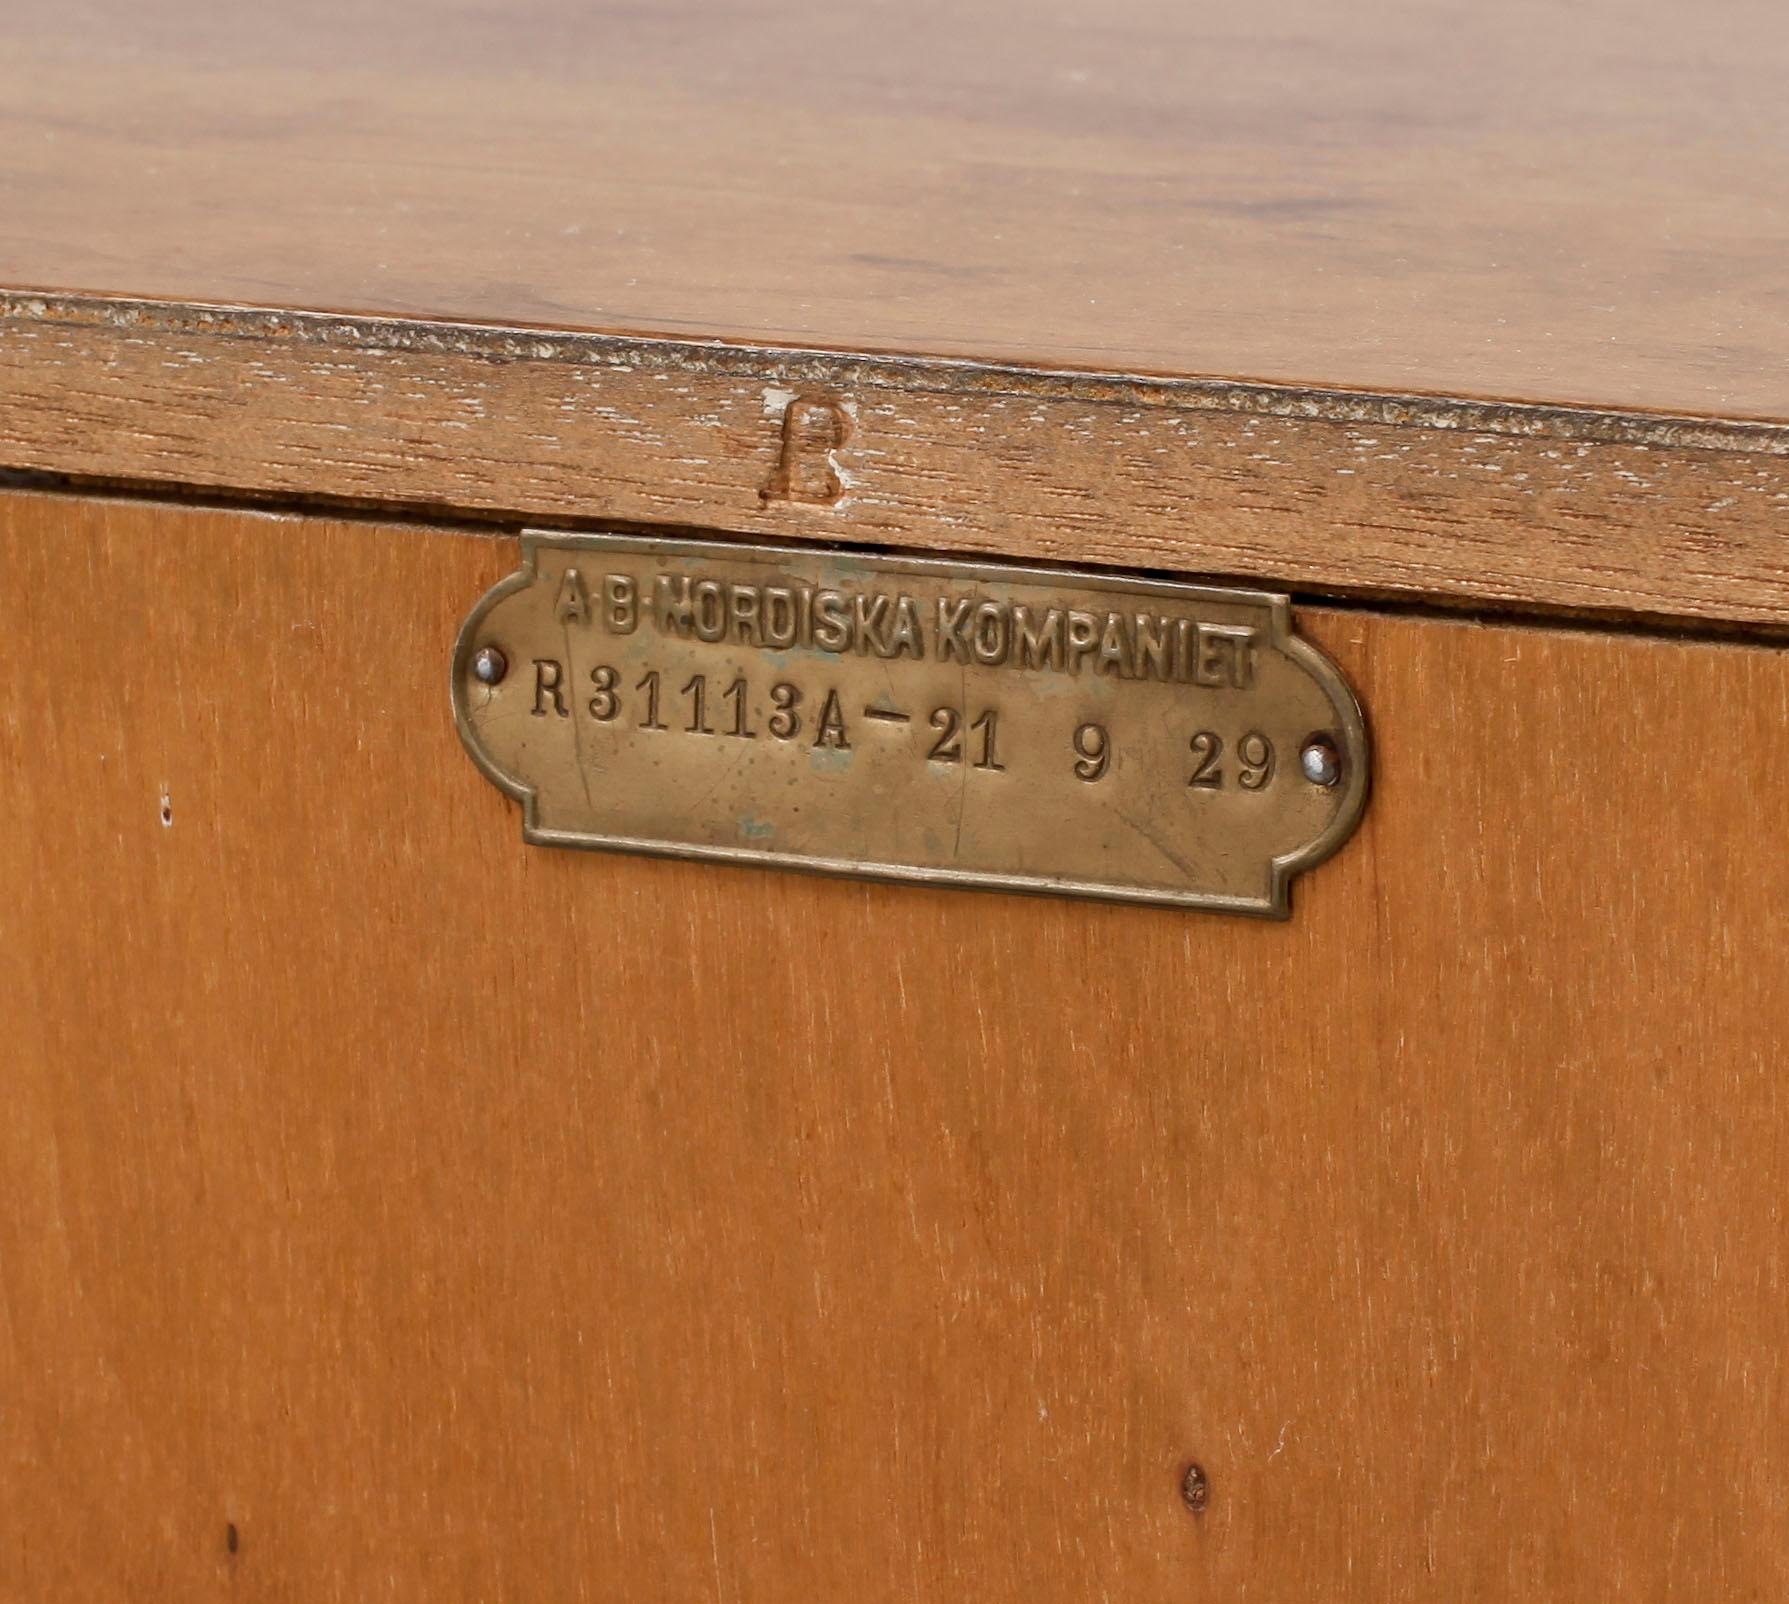 B
A·B·NORDISKA KOMPANIET
R31113A-21 9 29